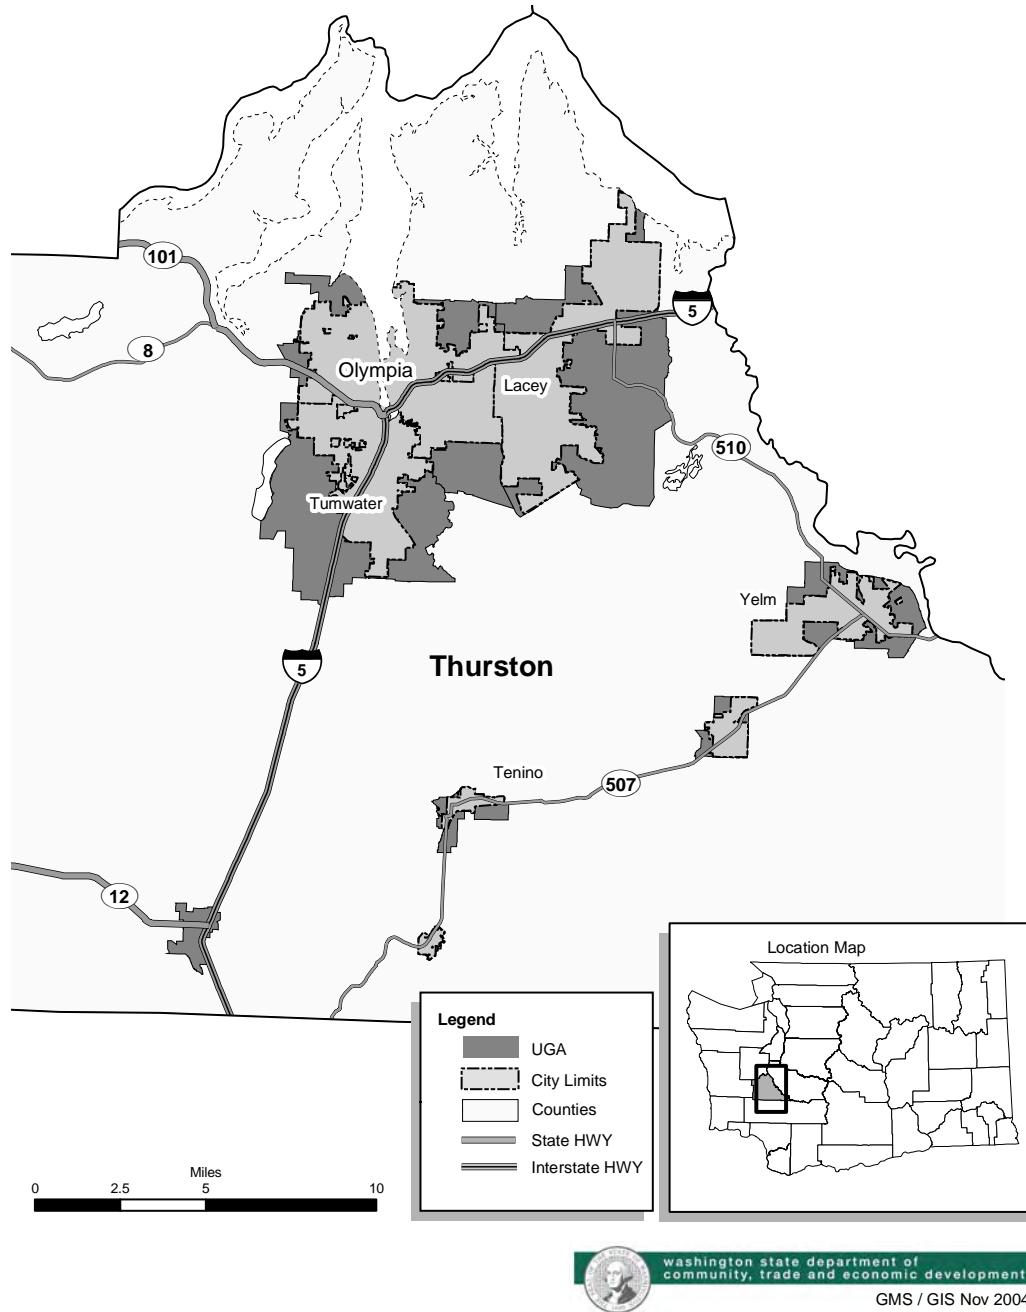 101
5
8
Olympia
Lacey
510
Tumwater
Yelm
5
Thurston
Tenino
507
12
Location Map
Legend
UGA
City Limits
Counties
State HWY
Interstate HWY
Miles
0 2.5 5 10
washington state department of
community, trade and economic development
GMS / GIS Nov 2004